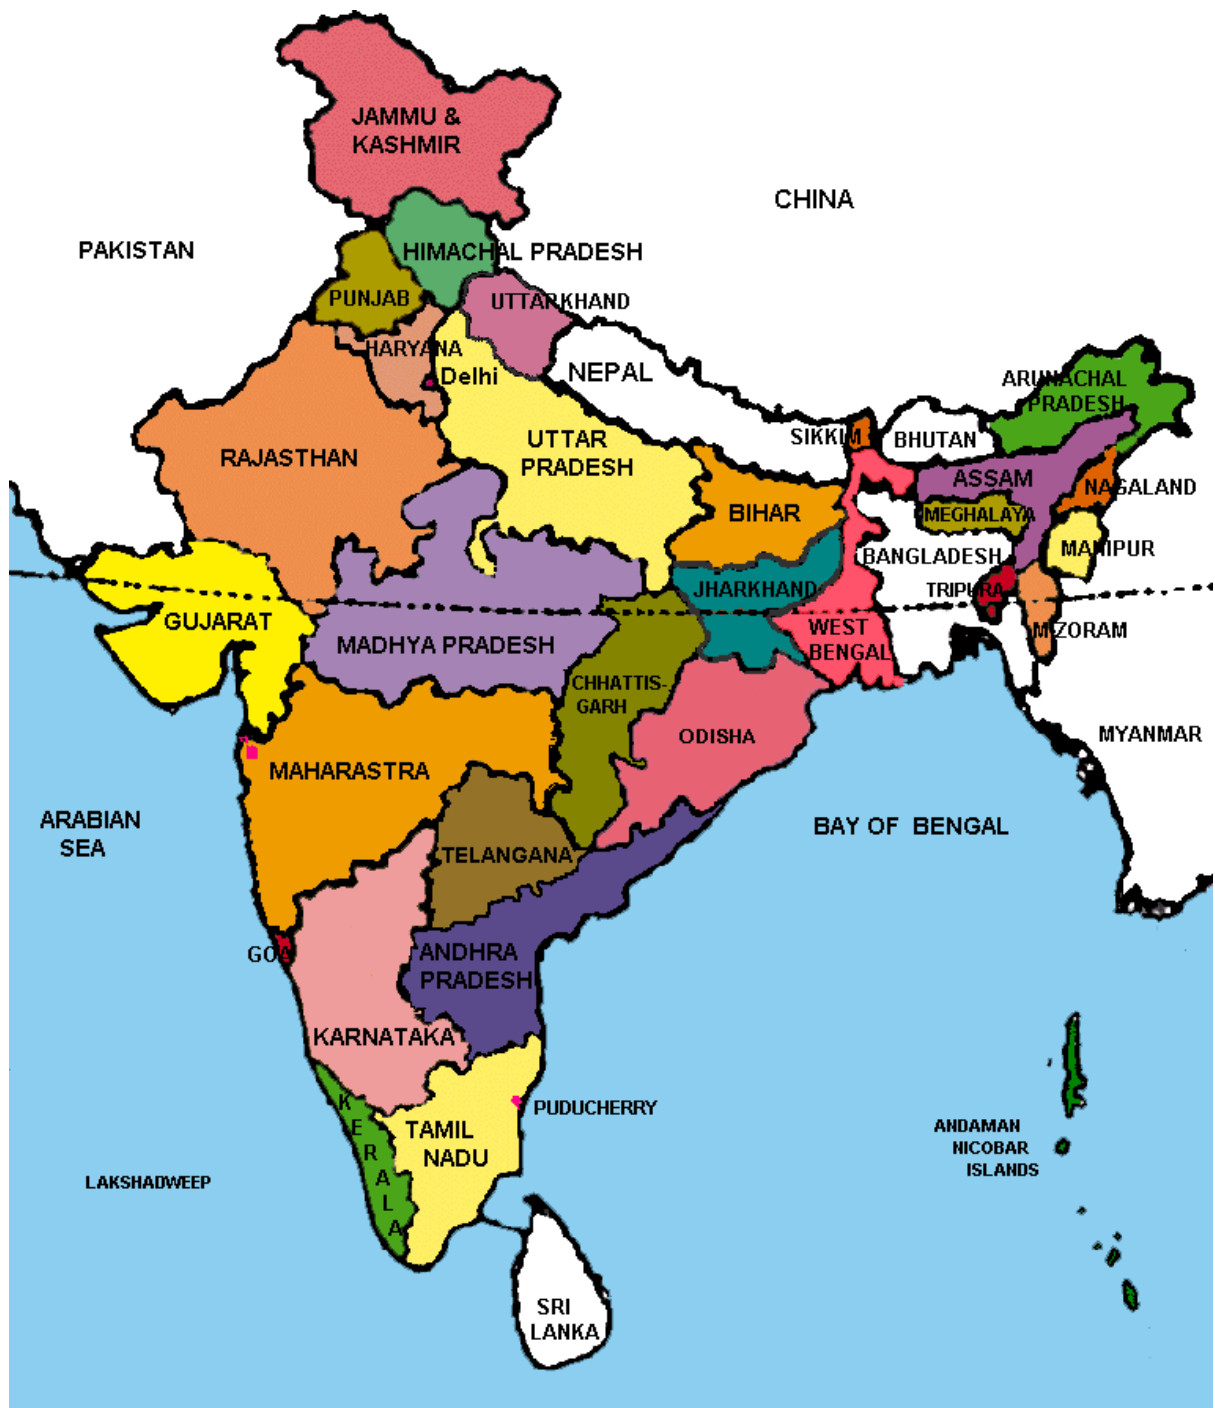 JAMMU &
KASHMIR
CHINA
PAKISTAN
HIMACHAL PRADESH
PUNJAB
UTTARKHAND
HARYANA
Delhi
NEPAL
ARUNACHAL
PRADESH
SIKKIM
BHUTAN
UTTAR
PRADESH
RAJASTHAN
ASSAM
NAGALAND
BIHAR
MEGHALAYA
BANGLADESH
MANIPUR
JHARKHAND
TRIPURA
GUJARAT
MADHYA PRADESH
WEST
BENGAL
MIZORAM
CHHATTIS-
GARH
ODISHA
MYANMAR
MAHARASTRA
ARABIAN
SEA
BAY OF BENGAL
TELANGANA
GOA
ANDHRA
PRADESH
KARNATAKA
KERALA
PUDUCHERRY
TAMIL
NADU
ANDAMAN
NICOBAR
ISLANDS
LAKSHADWEEP
SRI
LANKA